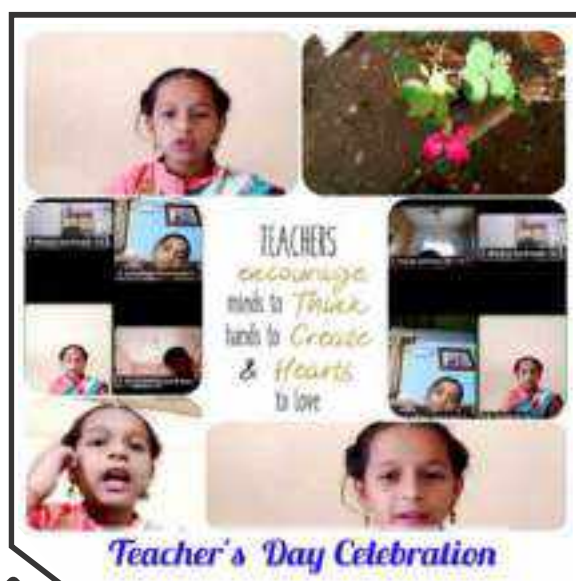 TEACHERS
encourage
minds to Think
hands to Create
& Hearts
to love
Teacher's Day Celebration